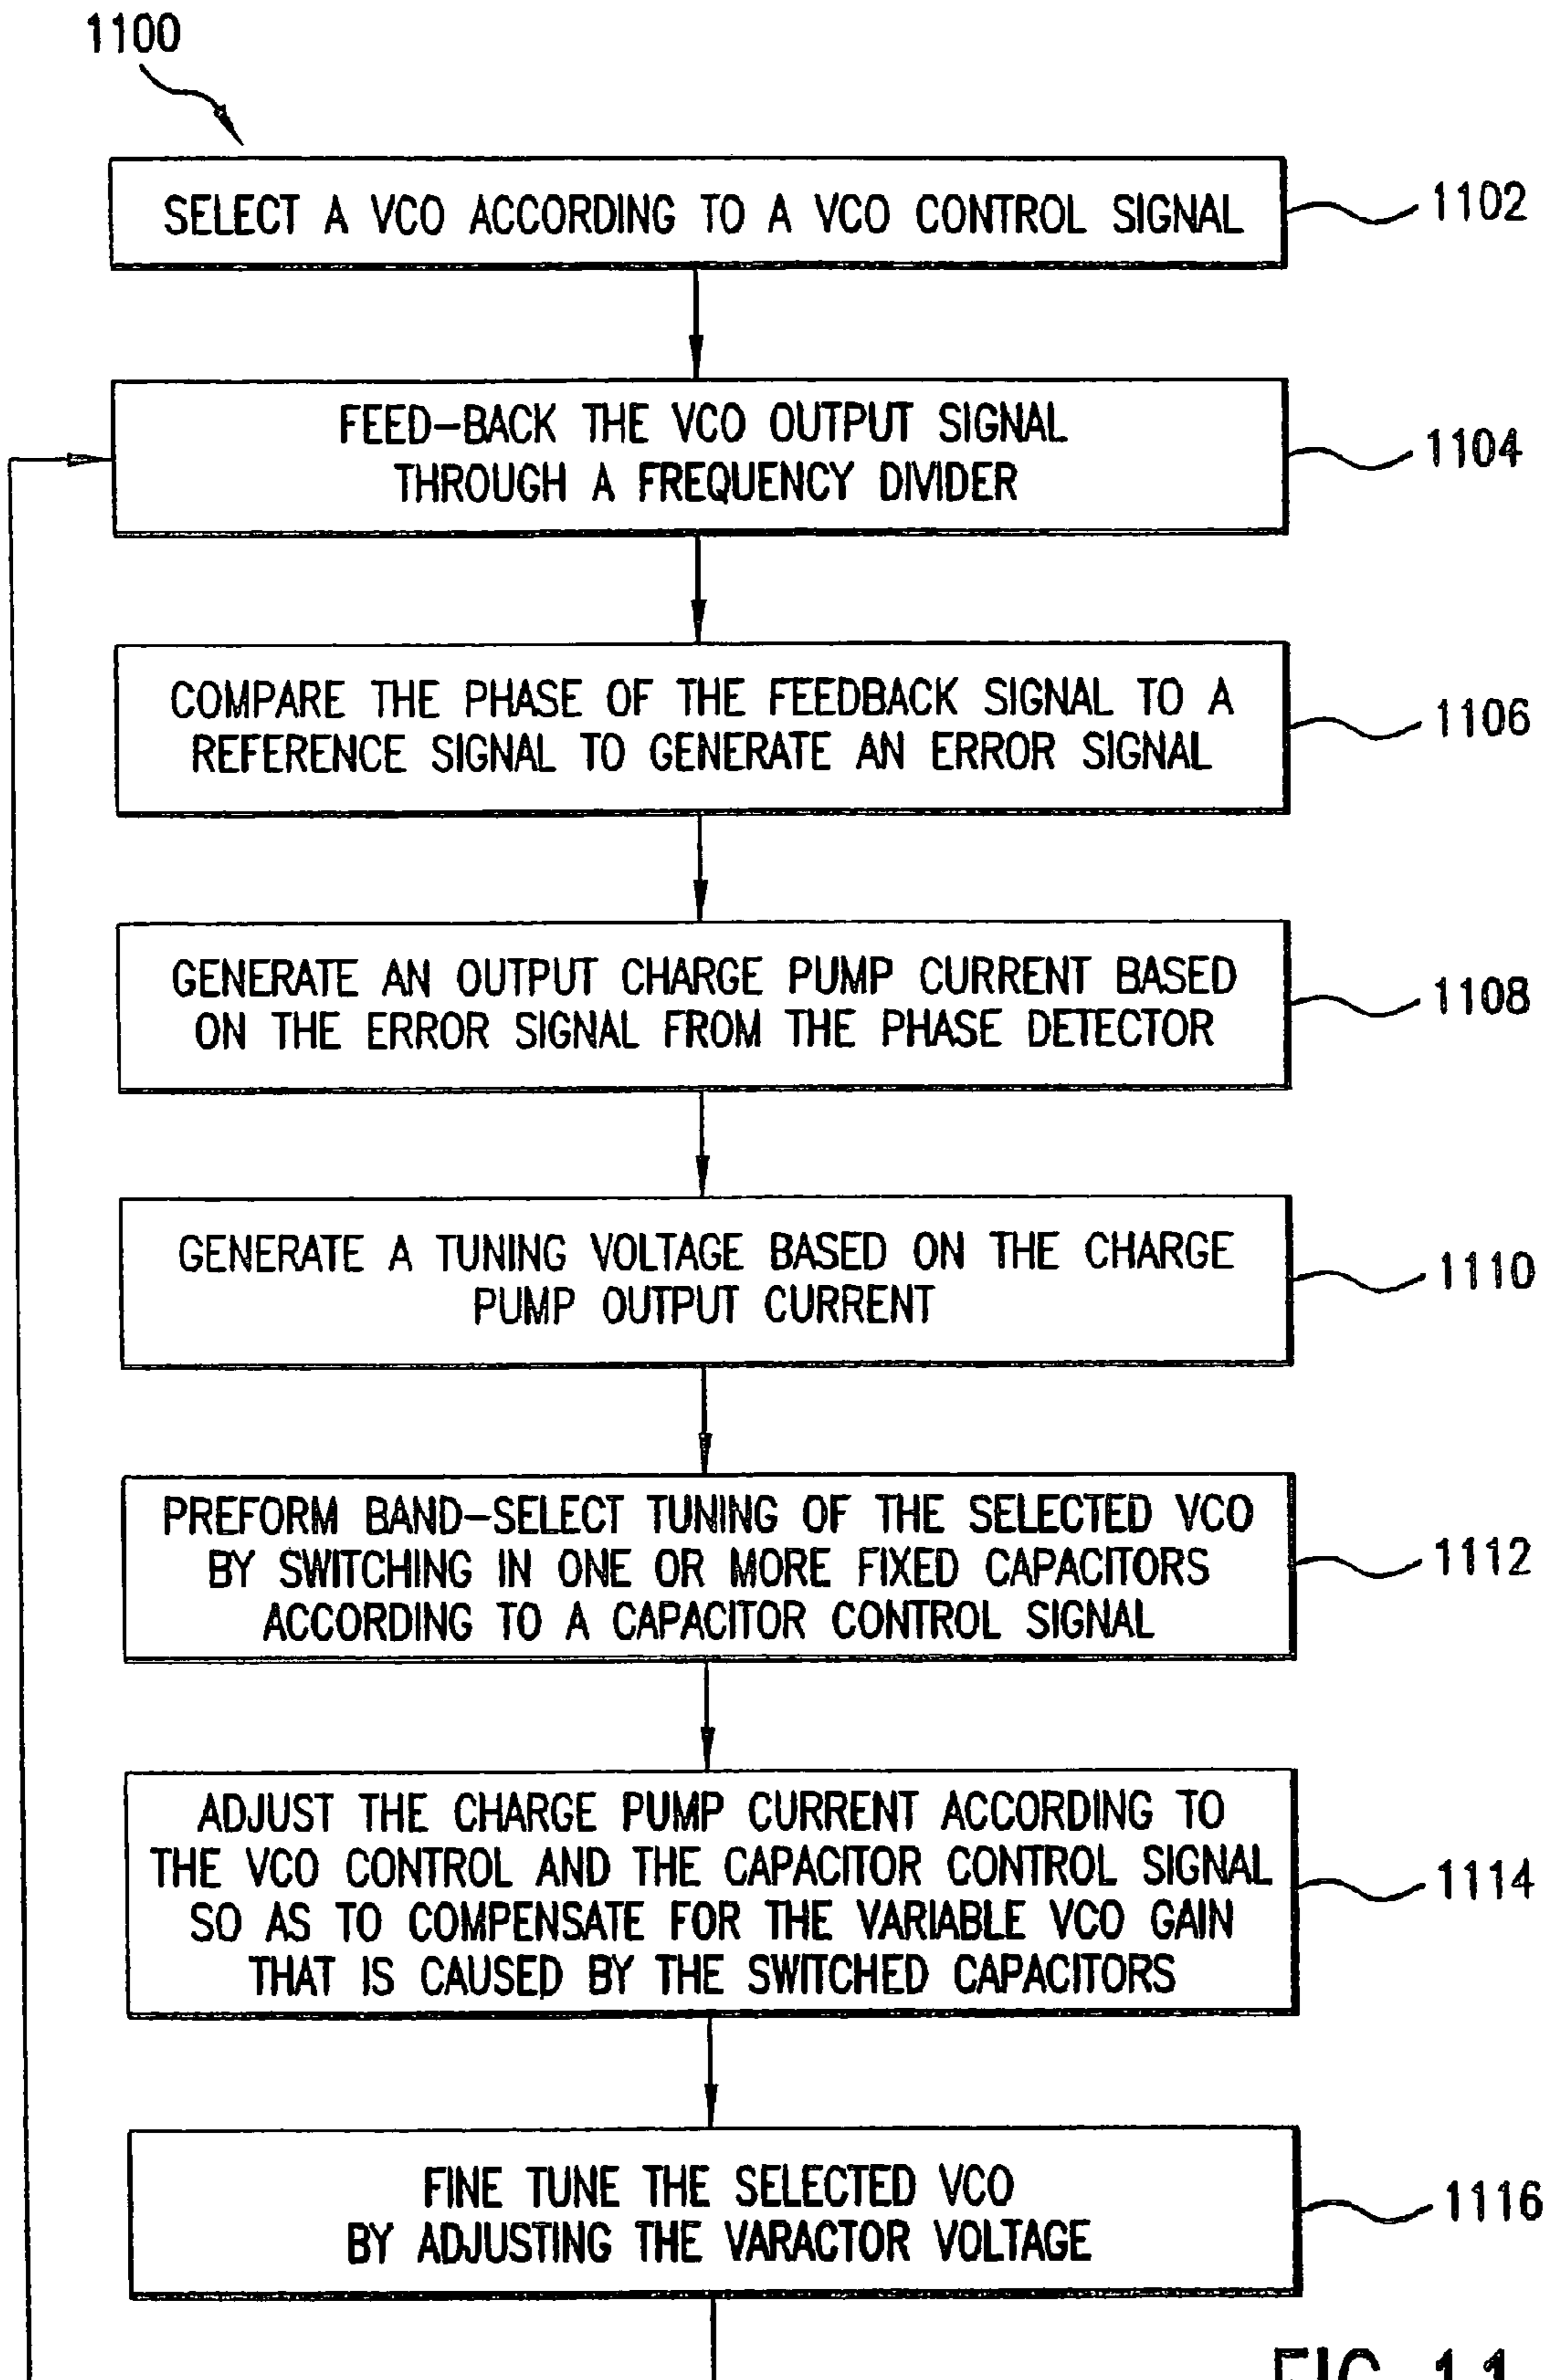 1100
SELECT A VCO ACCORDING TO A VCO CONTROL SIGNAL
1102
FEED-BACK THE VCO OUTPUT SIGNAL
THROUGH A FREQUENCY DIVIDER
1104
COMPARE THE PHASE OF THE FEEDBACK SIGNAL TO A
REFERENCE SIGNAL TO GENERATE AN ERROR SIGNAL
1106
GENERATE AN OUTPUT CHARGE PUMP CURRENT BASED
ON THE ERROR SIGNAL FROM THE PHASE DETECTOR
1108
GENERATE A TUNING VOLTAGE BASED ON THE CHARGE
PUMP OUTPUT CURRENT
1110
PREFORM BAND-SELECT TUNING OF THE SELECTED VCO
BY SWITCHING IN ONE OR MORE FIXED CAPACITORS
ACCORDING TO A CAPACITOR CONTROL SIGNAL
1112
ADJUST THE CHARGE PUMP CURRENT ACCORDING TO
THE VCO CONTROL AND THE CAPACITOR CONTROL SIGNAL
SO AS TO COMPENSATE FOR THE VARIABLE VCO GAIN
THAT IS CAUSED BY THE SWITCHED CAPACITORS
1114
FINE TUNE THE SELECTED VCO
BY ADJUSTING THE VARACTOR VOLTAGE
1116
FIG. 11